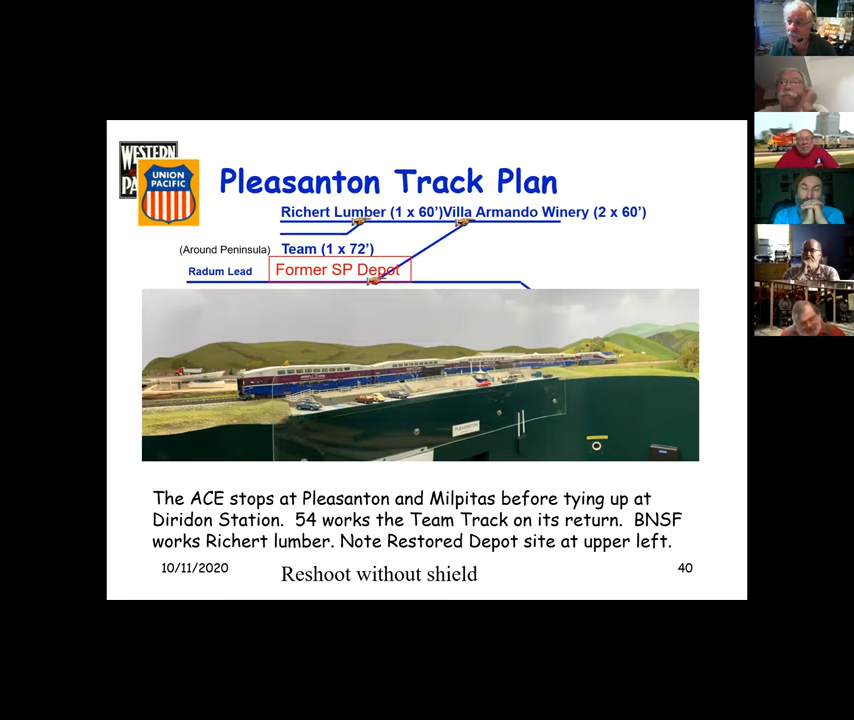 WESTERN
PA
UNION
PACIFIC
Pleasanton Track Plan
Richert Lumber (1 x 60')Villa Armando Winery (2 x 60')
(Around Peninsula) Team (1 x 72')
Radum Lead Former SP Depot
PLEASANTON
The ACE stops at Pleasanton and Milpitas before tying up at
Diridon Station. 54 works the Team Track on its return. BNSF
works Richert lumber. Note Restored Depot site at upper left.
10/11/2020 Reshoot without shield 40